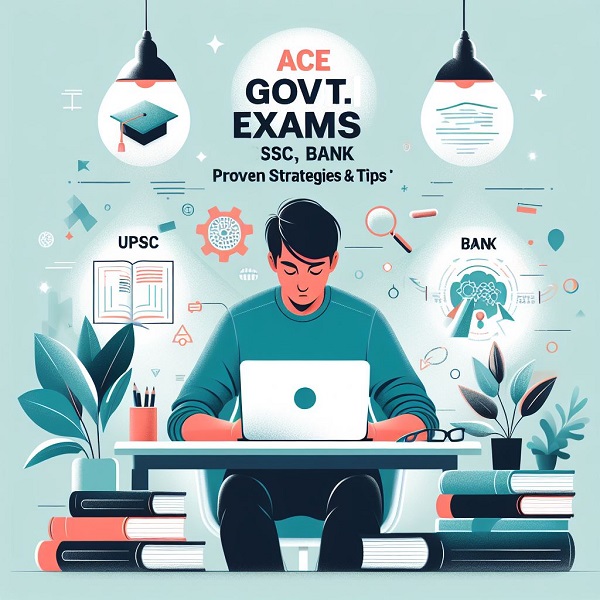 ACE
GOVT.
EXAMS
SSC, BANK
Proven Strategies & Tips
UPSC
BANK